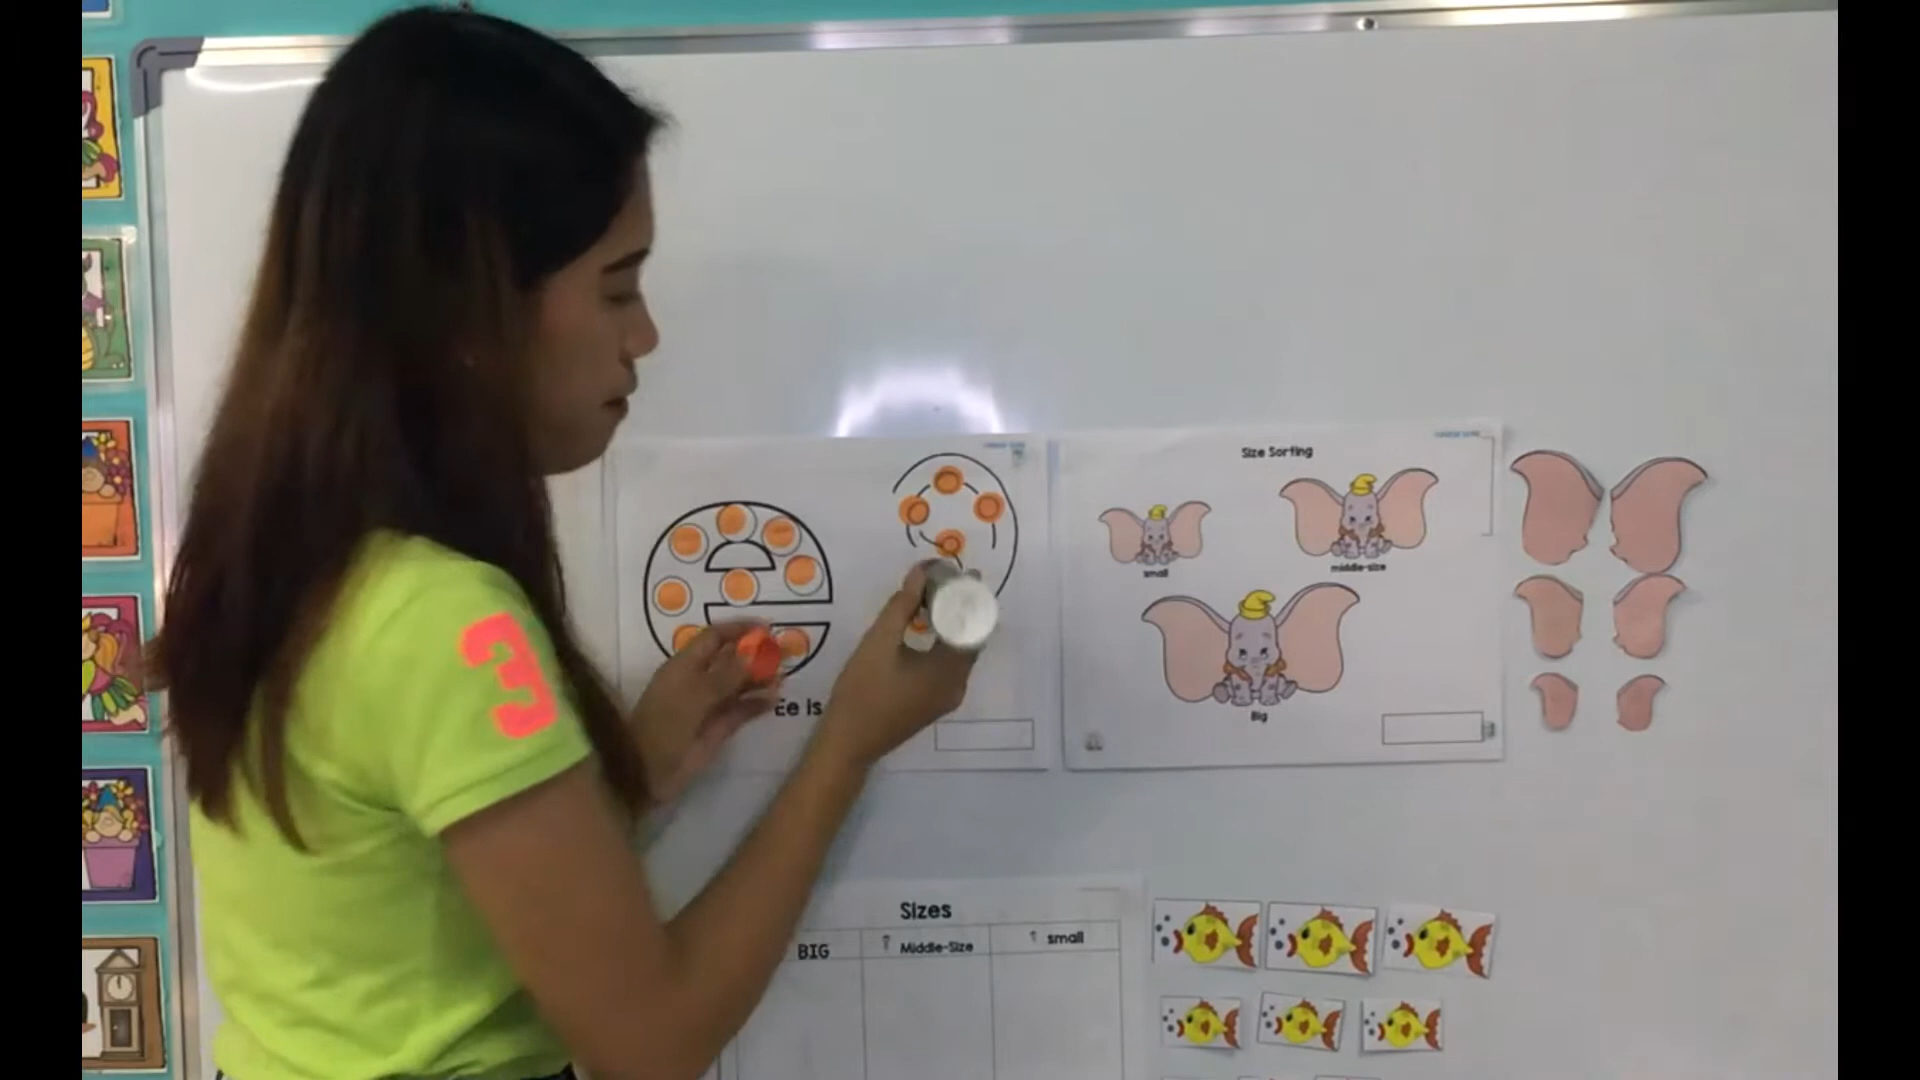 3
e
Ee is
Size Sorting
small
middle-size
Big
Sizes
BIG
Middle-Size
small